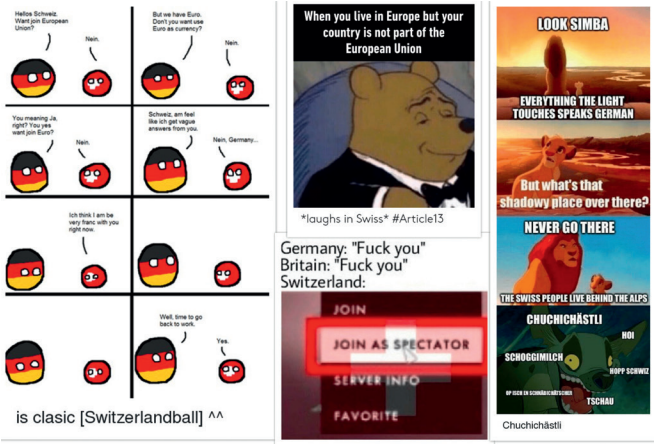 Hellos Schweiz.
Want join European
Union?
Nein.
But we have Euro.
Don't you want use
Euro as currency?
Nein.
You meaning Ja,
right? You yes
want join Euro?
Nein.
Schweiz, am feel
like ich get vague
answers from you.
Nein, Germany...
Ich think I am be
very franc with you
right now.
Well, time to go
back to work.
Yes.
is clasic [Switzerlandball] ^^
When you live in Europe but your
country is not part of the
European Union
*laughs in Swiss* #Article13
Germany: "Fuck you"
Britain: "Fuck you"
Switzerland:
JOIN
JOIN AS SPECTATOR
SERVER INFO
FAVORITE
LOOK SIMBA
EVERYTHING THE LIGHT
TOUCHES SPEAKS GERMAN
But what's that
shadowy place over there?
NEVER GO THERE
THE SWISS PEOPLE LIVE BEHIND THE ALPS
CHUCHICHÄSTLI
HOI
SCHOGGIMILCH
HOPP SCHWIZ
TSCHAU
Chuchichästli